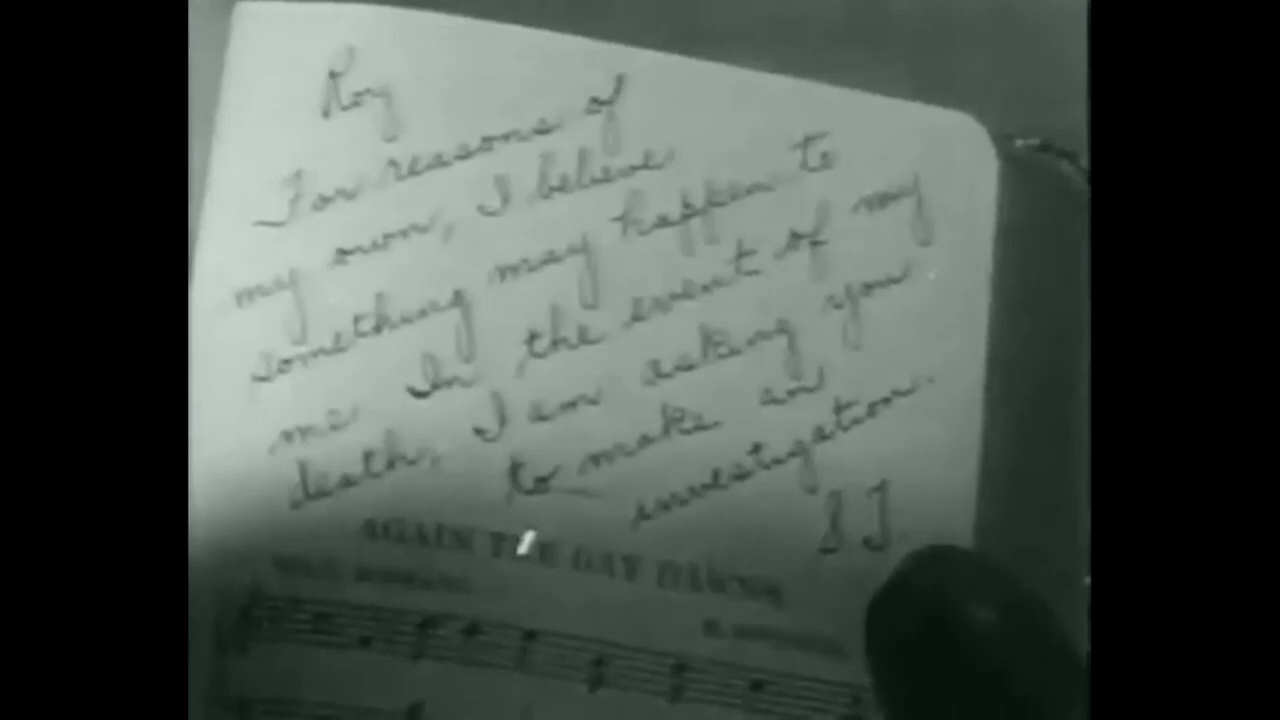 Roy
For reasons of
my own, I believe
something may happen to
me. In the event of my
death, I am asking you
to make an
investigation.
S J
AGAIN THE DAY DAWNS